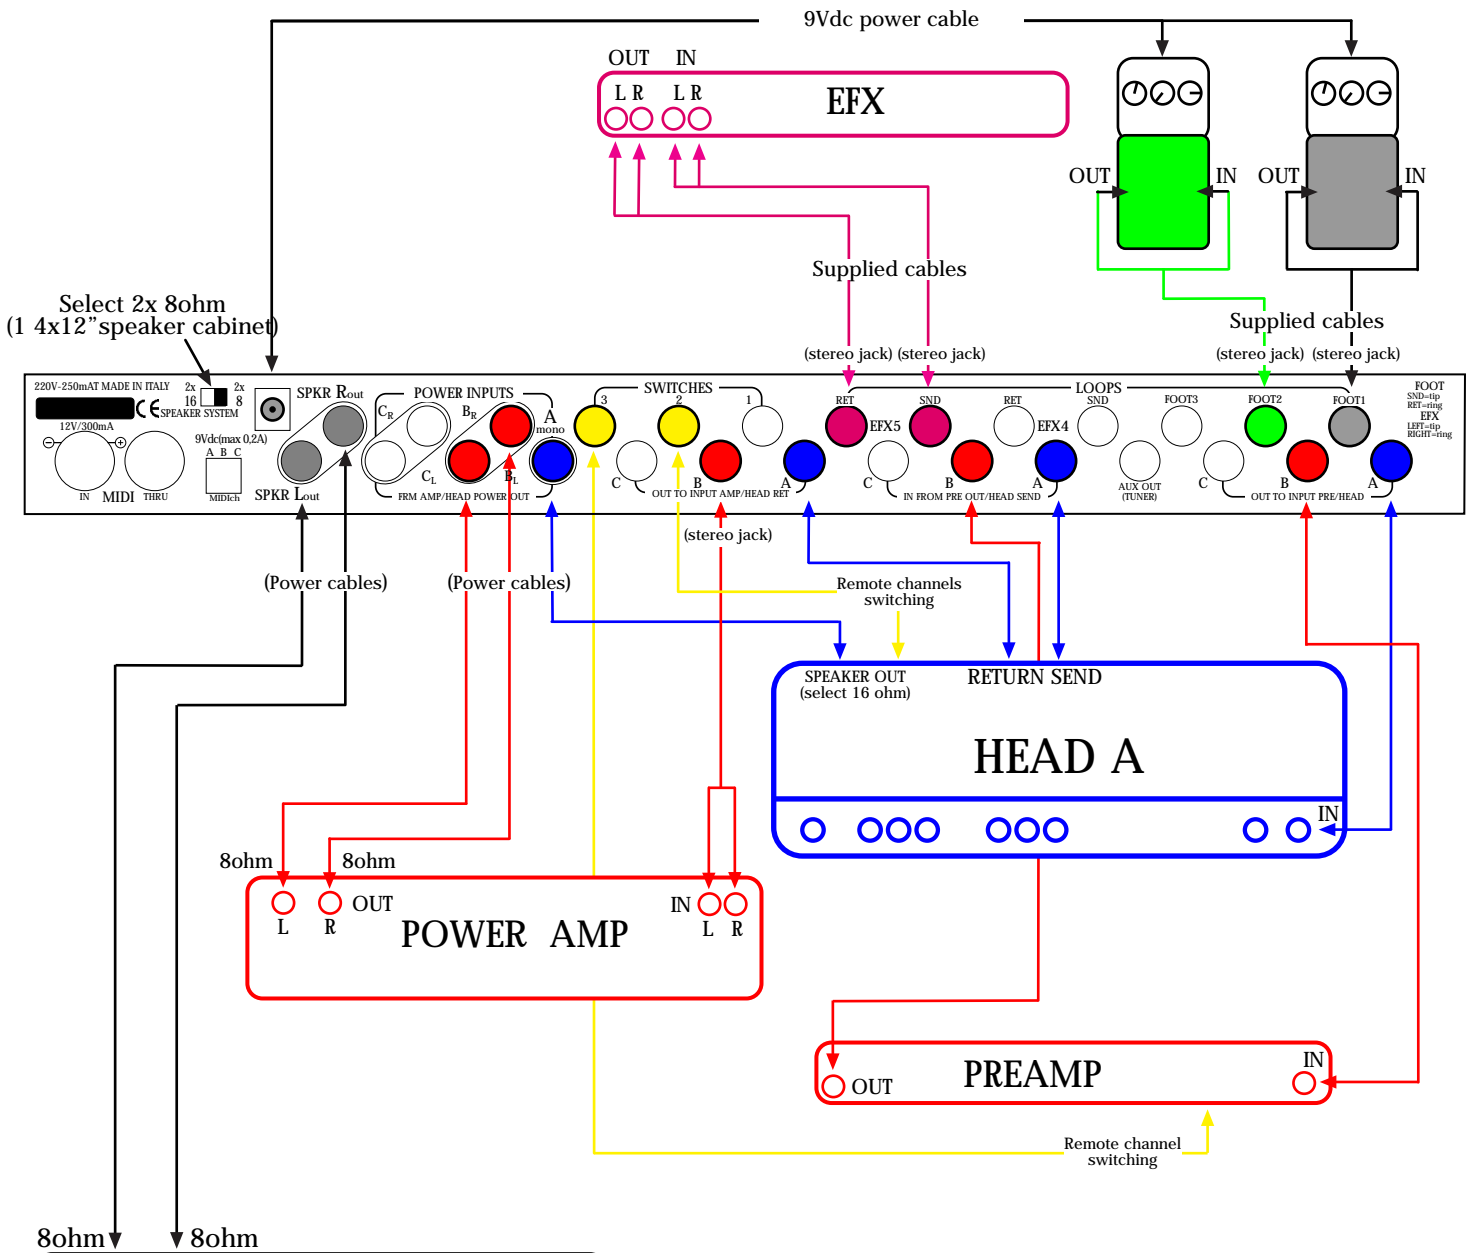 9Vdc power cable
OUT IN
L R L R
EFX
OUT IN
OUT IN
Supplied cables
Select 2x 8ohm
(1 4x12”speaker cabinet)
Supplied cables
(stereo jack) (stereo jack)
(stereo jack) (stereo jack)
220V-250mAT MADE IN ITALY
2x 2x
16 8
SPEAKER SYSTEM
CE
12V/300mA
IN MIDI THRU
9Vdc(max 0,2A)
A B C
MIDIch
SPKR Rout
SPKR Lout
POWER INPUTS
CR BR A
mono
CL BL
FRM AMP/HEAD POWER OUT
SWITCHES
3 2 1
C B A
OUT TO INPUT AMP/HEAD RET
LOOPS
RET SND RET SND FOOT3 FOOT2 FOOT1
EFX5 EFX4
C B A
IN FROM PRE OUT/HEAD SEND
AUX OUT
(TUNER)
C B A
OUT TO INPUT PRE/HEAD
FOOT
SND=tip
RET=ring
EFX
LEFT=tip
RIGHT=ring
(stereo jack)
(Power cables) (Power cables)
Remote channels
switching
SPEAKER OUT
(select 16 ohm)
RETURN SEND
HEAD A
IN
8ohm 8ohm
OUT
L R
IN
L R
POWER AMP
OUT
PREAMP
IN
Remote channel
switching
8ohm 8ohm